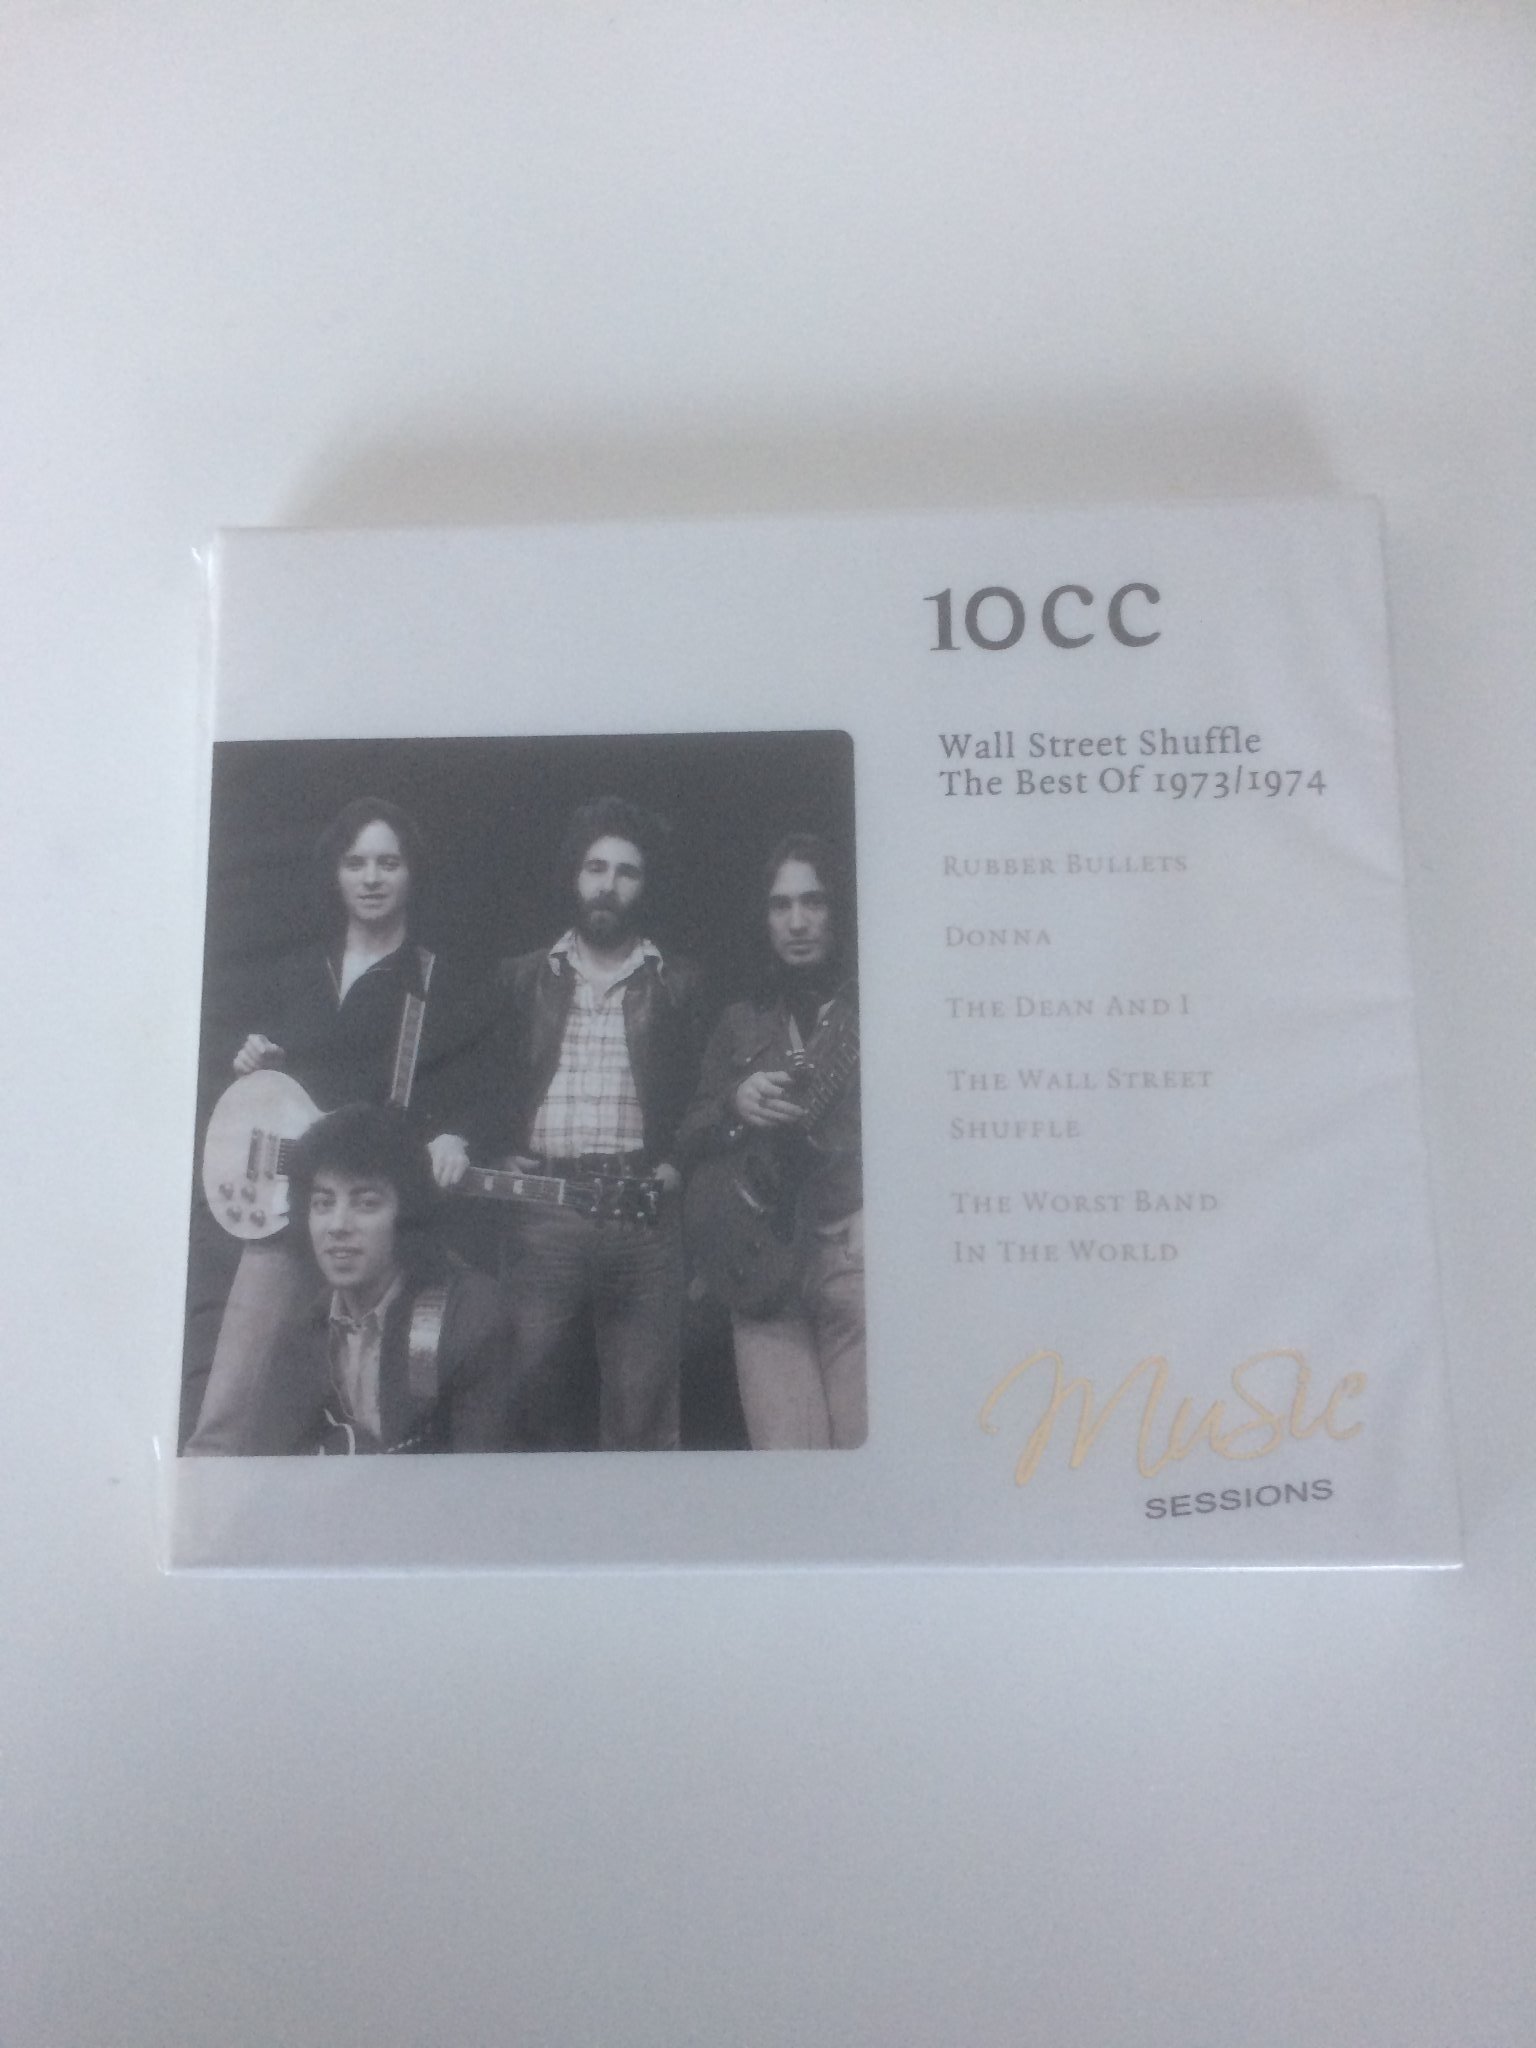 10CC
Wall Street Shuffle
The Best Of 1973/1974
RUBBER BULLETS
DONNA
THE DEAN AND I
THE WALL STREET
SHUFFLE
THE WORST BAND
IN THE WORLD
Music
SESSIONS